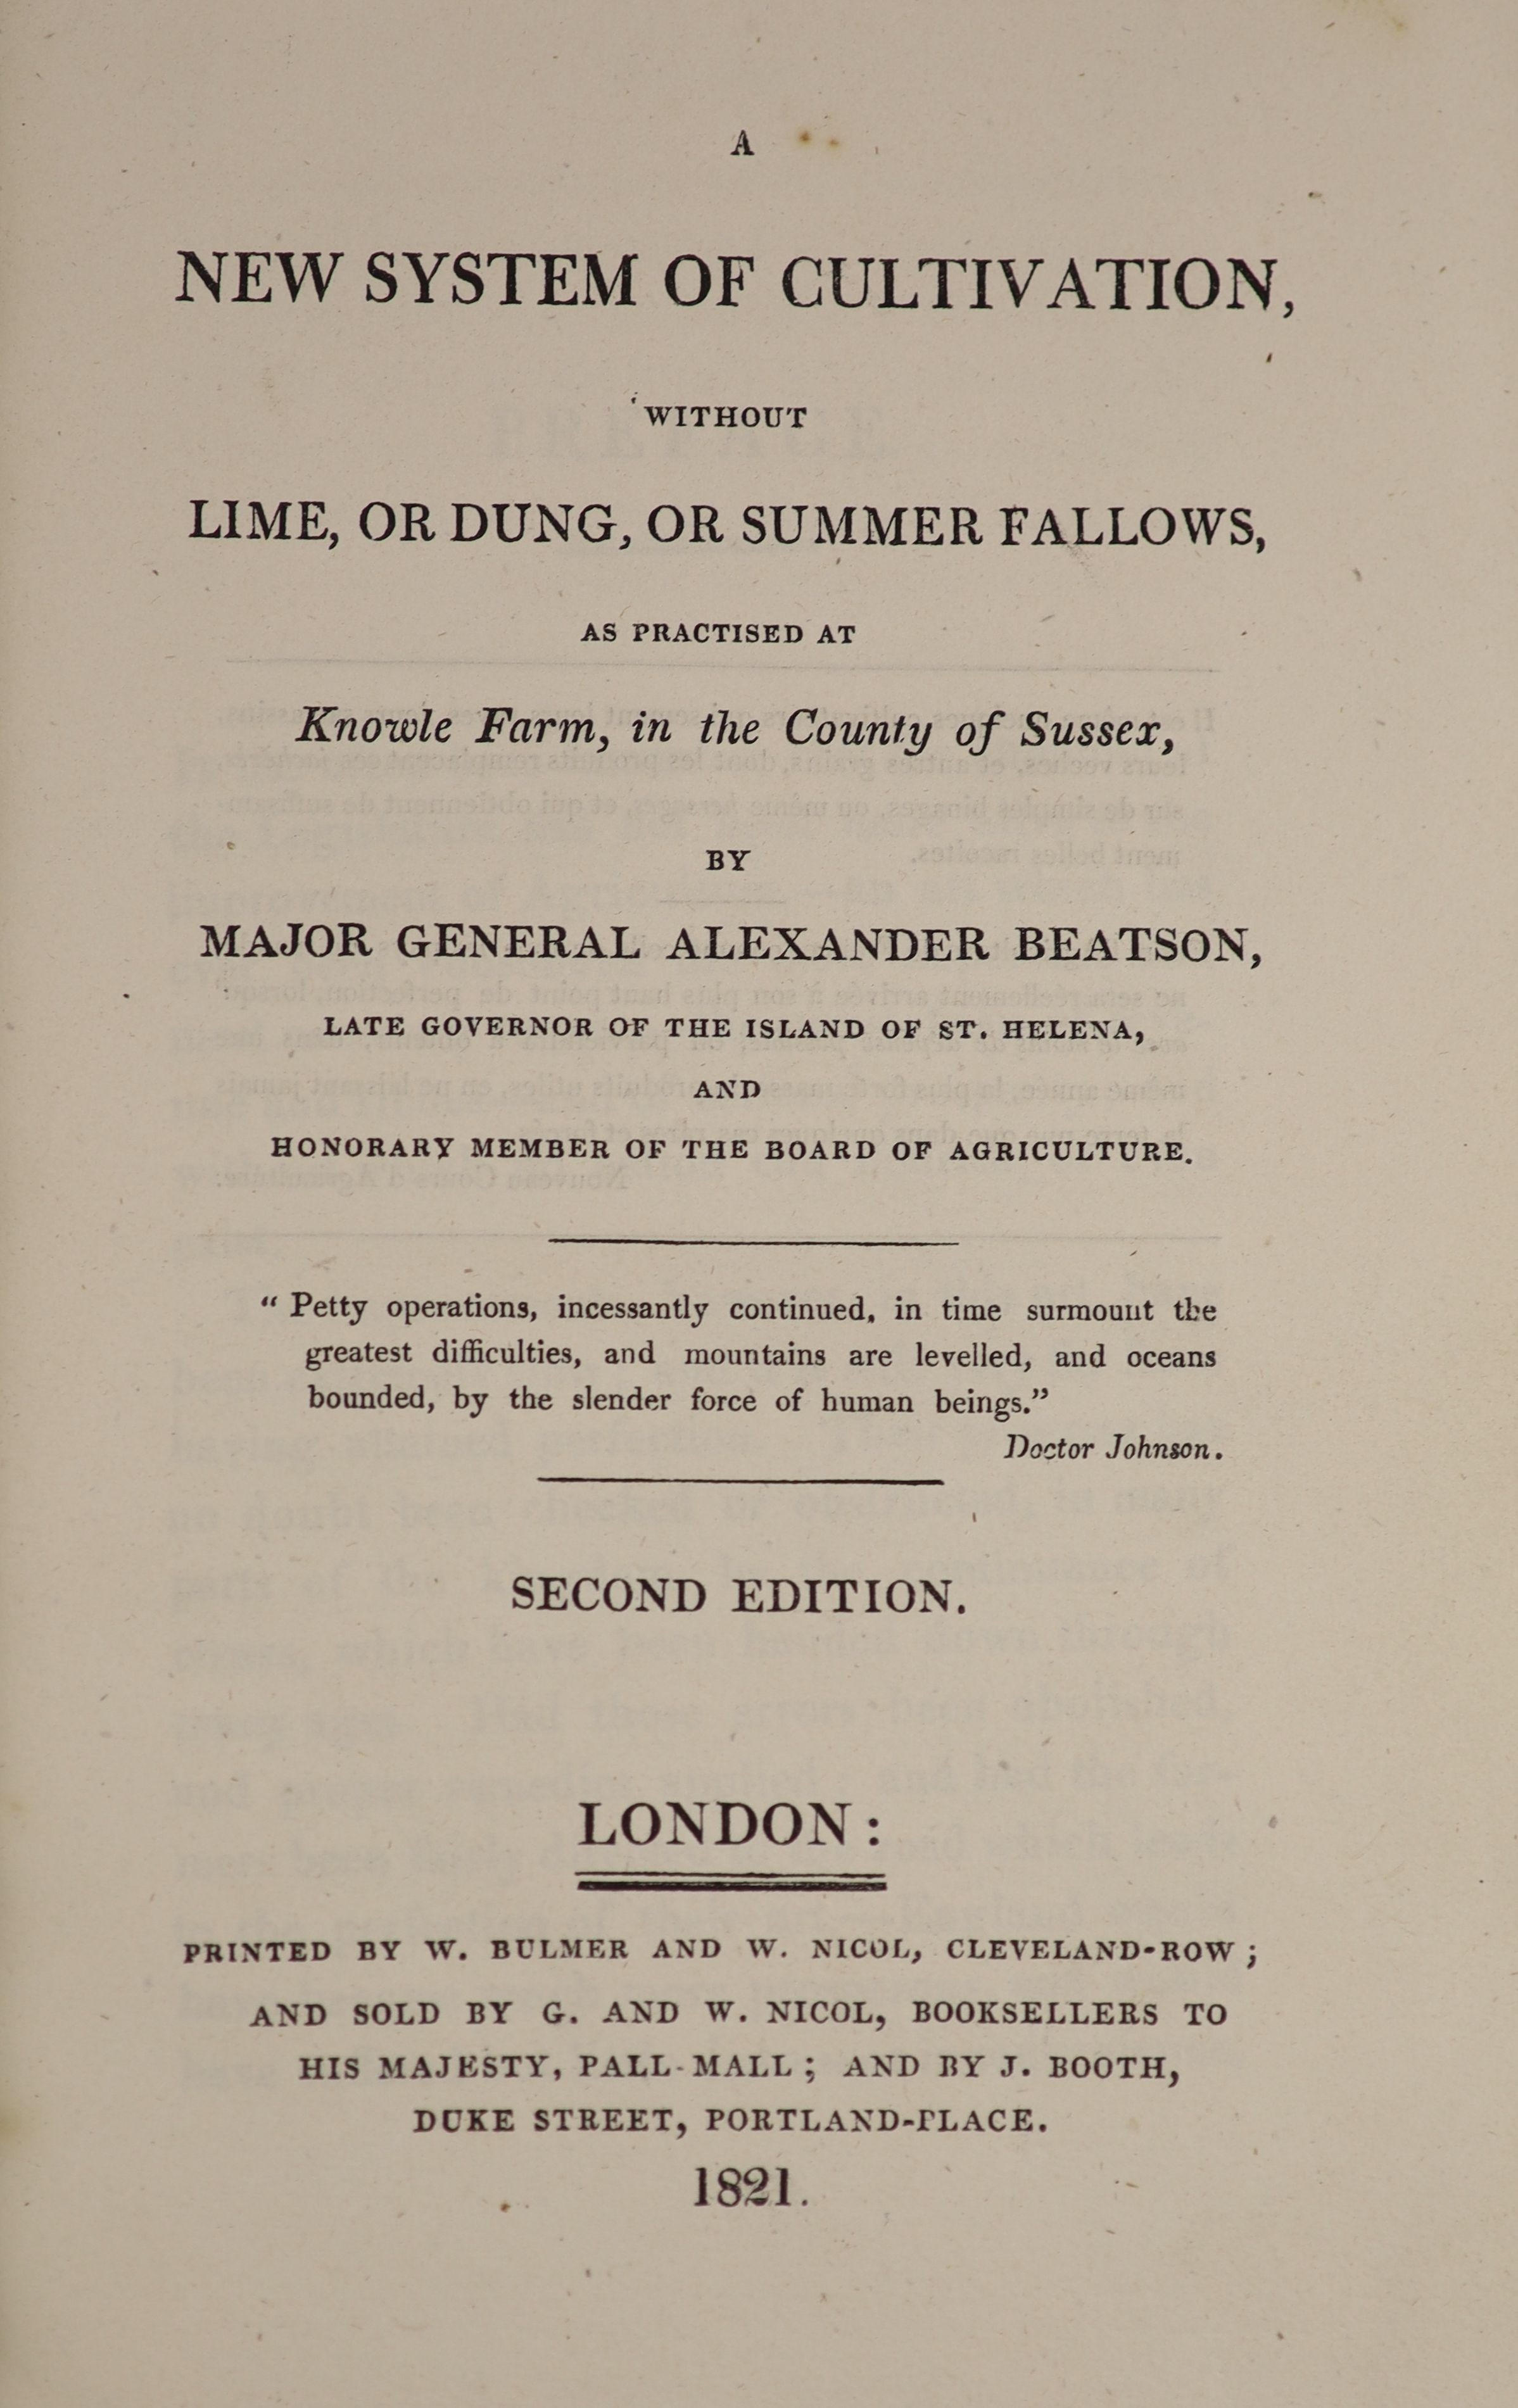 A
NEW SYSTEM OF CULTIVATION,
WITHOUT
LIME, OR DUNG, OR SUMMER FALLOWS,
AS PRACTISED AT
Knowle Farm, in the County of Sussex,
BY
MAJOR GENERAL ALEXANDER BEATSON,
LATE GOVERNOR OF THE ISLAND OF ST. HELENA,
AND
HONORARY MEMBER OF THE BOARD OF AGRICULTURE.
“ Petty operations, incessantly continued, in time surmount the
greatest difficulties, and mountains are levelled, and oceans
bounded, by the slender force of human beings.”
Doctor Johnson.
SECOND EDITION.
LONDON:
PRINTED BY W. BULMER AND W. NICOL, CLEVELAND-ROW;
AND SOLD BY G. AND W. NICOL, BOOKSELLERS TO
HIS MAJESTY, PALL-MALL; AND BY J. BOOTH,
DUKE STREET, PORTLAND-PLACE.
1821.